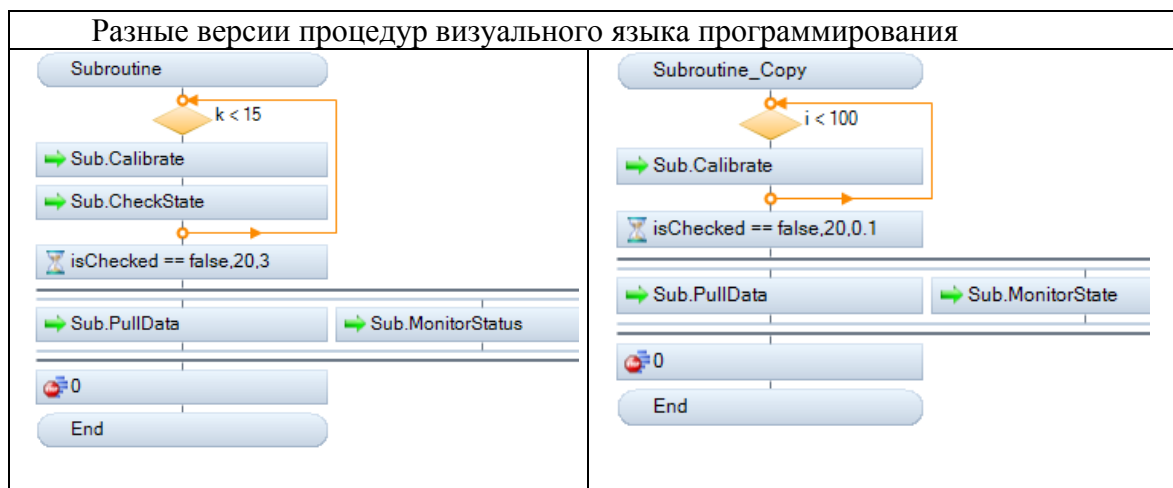 Разные версии процедур визуального языка программирования
Subroutine
k < 15
Sub.Calibrate
Sub.CheckState
isChecked == false,20,3
Sub.PullData
Sub.MonitorStatus
0
End
Subroutine_Copy
i < 100
Sub.Calibrate
isChecked == false,20,0.1
Sub.PullData
Sub.MonitorState
0
End